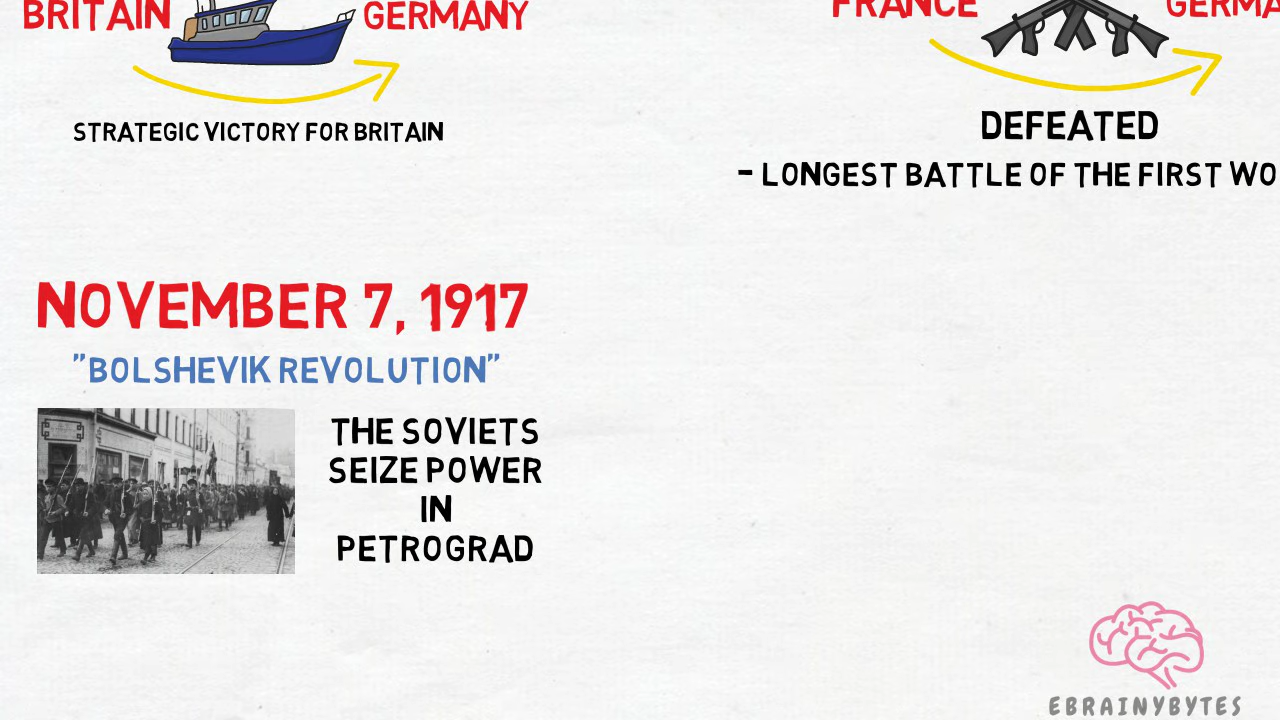 BRITAIN
GERMANY
STRATEGIC VICTORY FOR BRITAIN
FRANCE
DEFEATED
- LONGEST BATTLE OF THE FIRST
NOVEMBER 7, 1917
"BOLSHEVIK REVOLUTION"
THE SOVIETS
SEIZE POWER
IN
PETROGRAD
EBRAINYBYTES